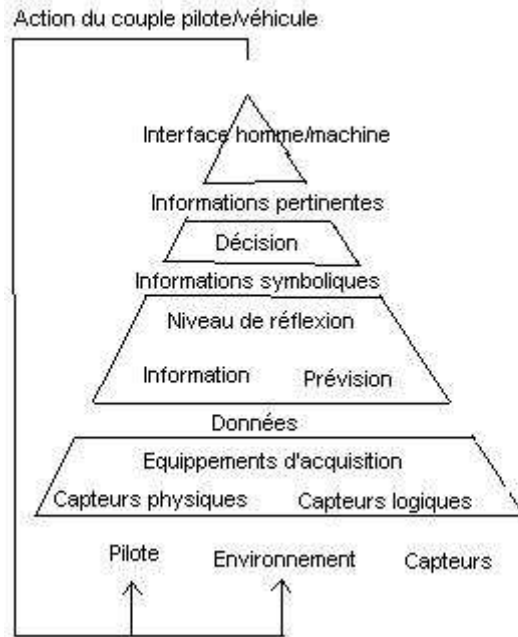 Action du couple pilote/véhicule
Interface homme/machine
Informations pertinentes
Décision
Informations symboliques
Niveau de réflexion
Information Prévision
Données
Equippements d'acquisition
Capteurs physiques Capteurs logiques
Pilote Environnement Capteurs